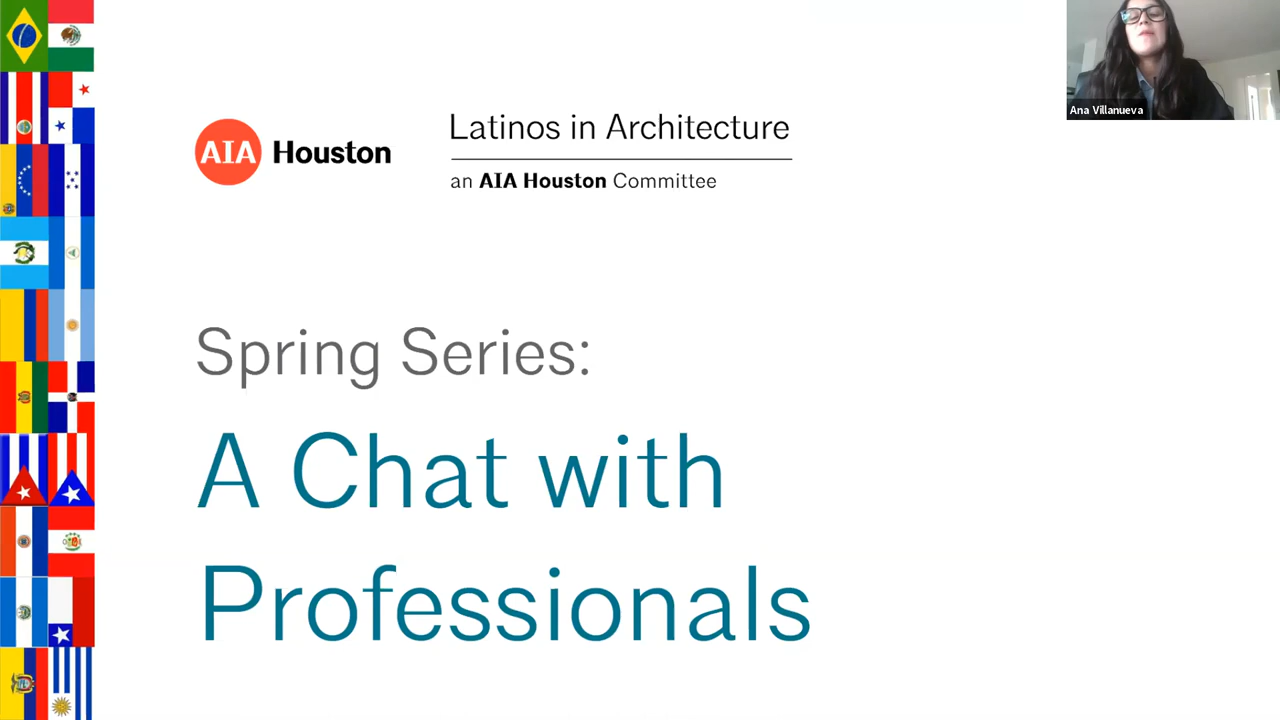 AIA Houston
Latinos in Architecture
an AIA Houston Committee
Spring Series:
A Chat with
Professionals
Ana Villanueva